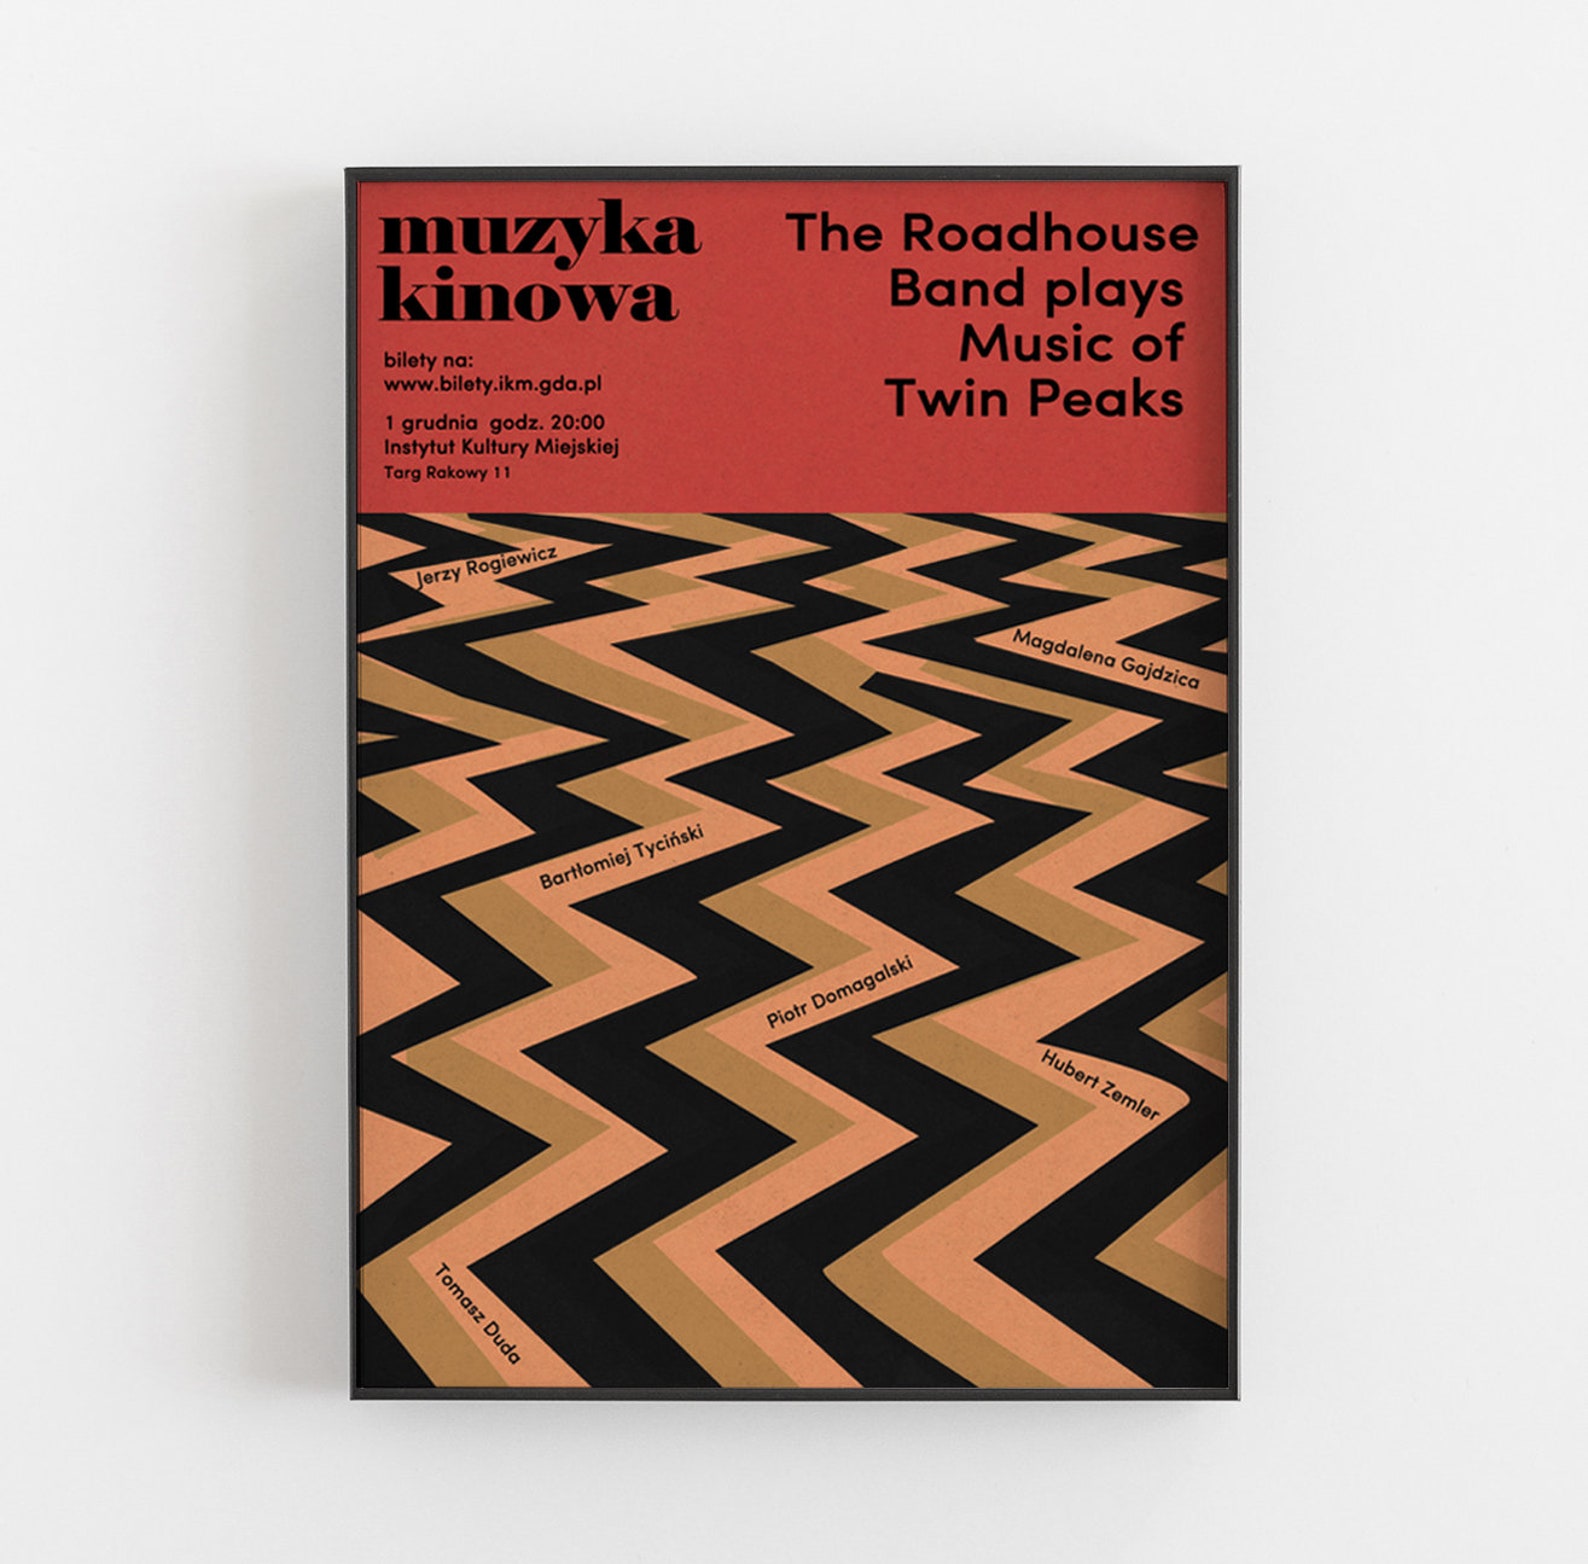 muzyka
kinowa
bilety na:
www.bilety.ikm.gda.pl
1 grudnia godz. 20:00
Instytut Kultury Miejskiej
Targ Rakowy 11
The Roadhouse
Band plays
Music of
Twin Peaks
Jerzy Rogiewicz
Magdalena Gajdzica
Bartłomiej Tyciński
Piotr Domagalski
Hubert Zemler
Tomasz Duda